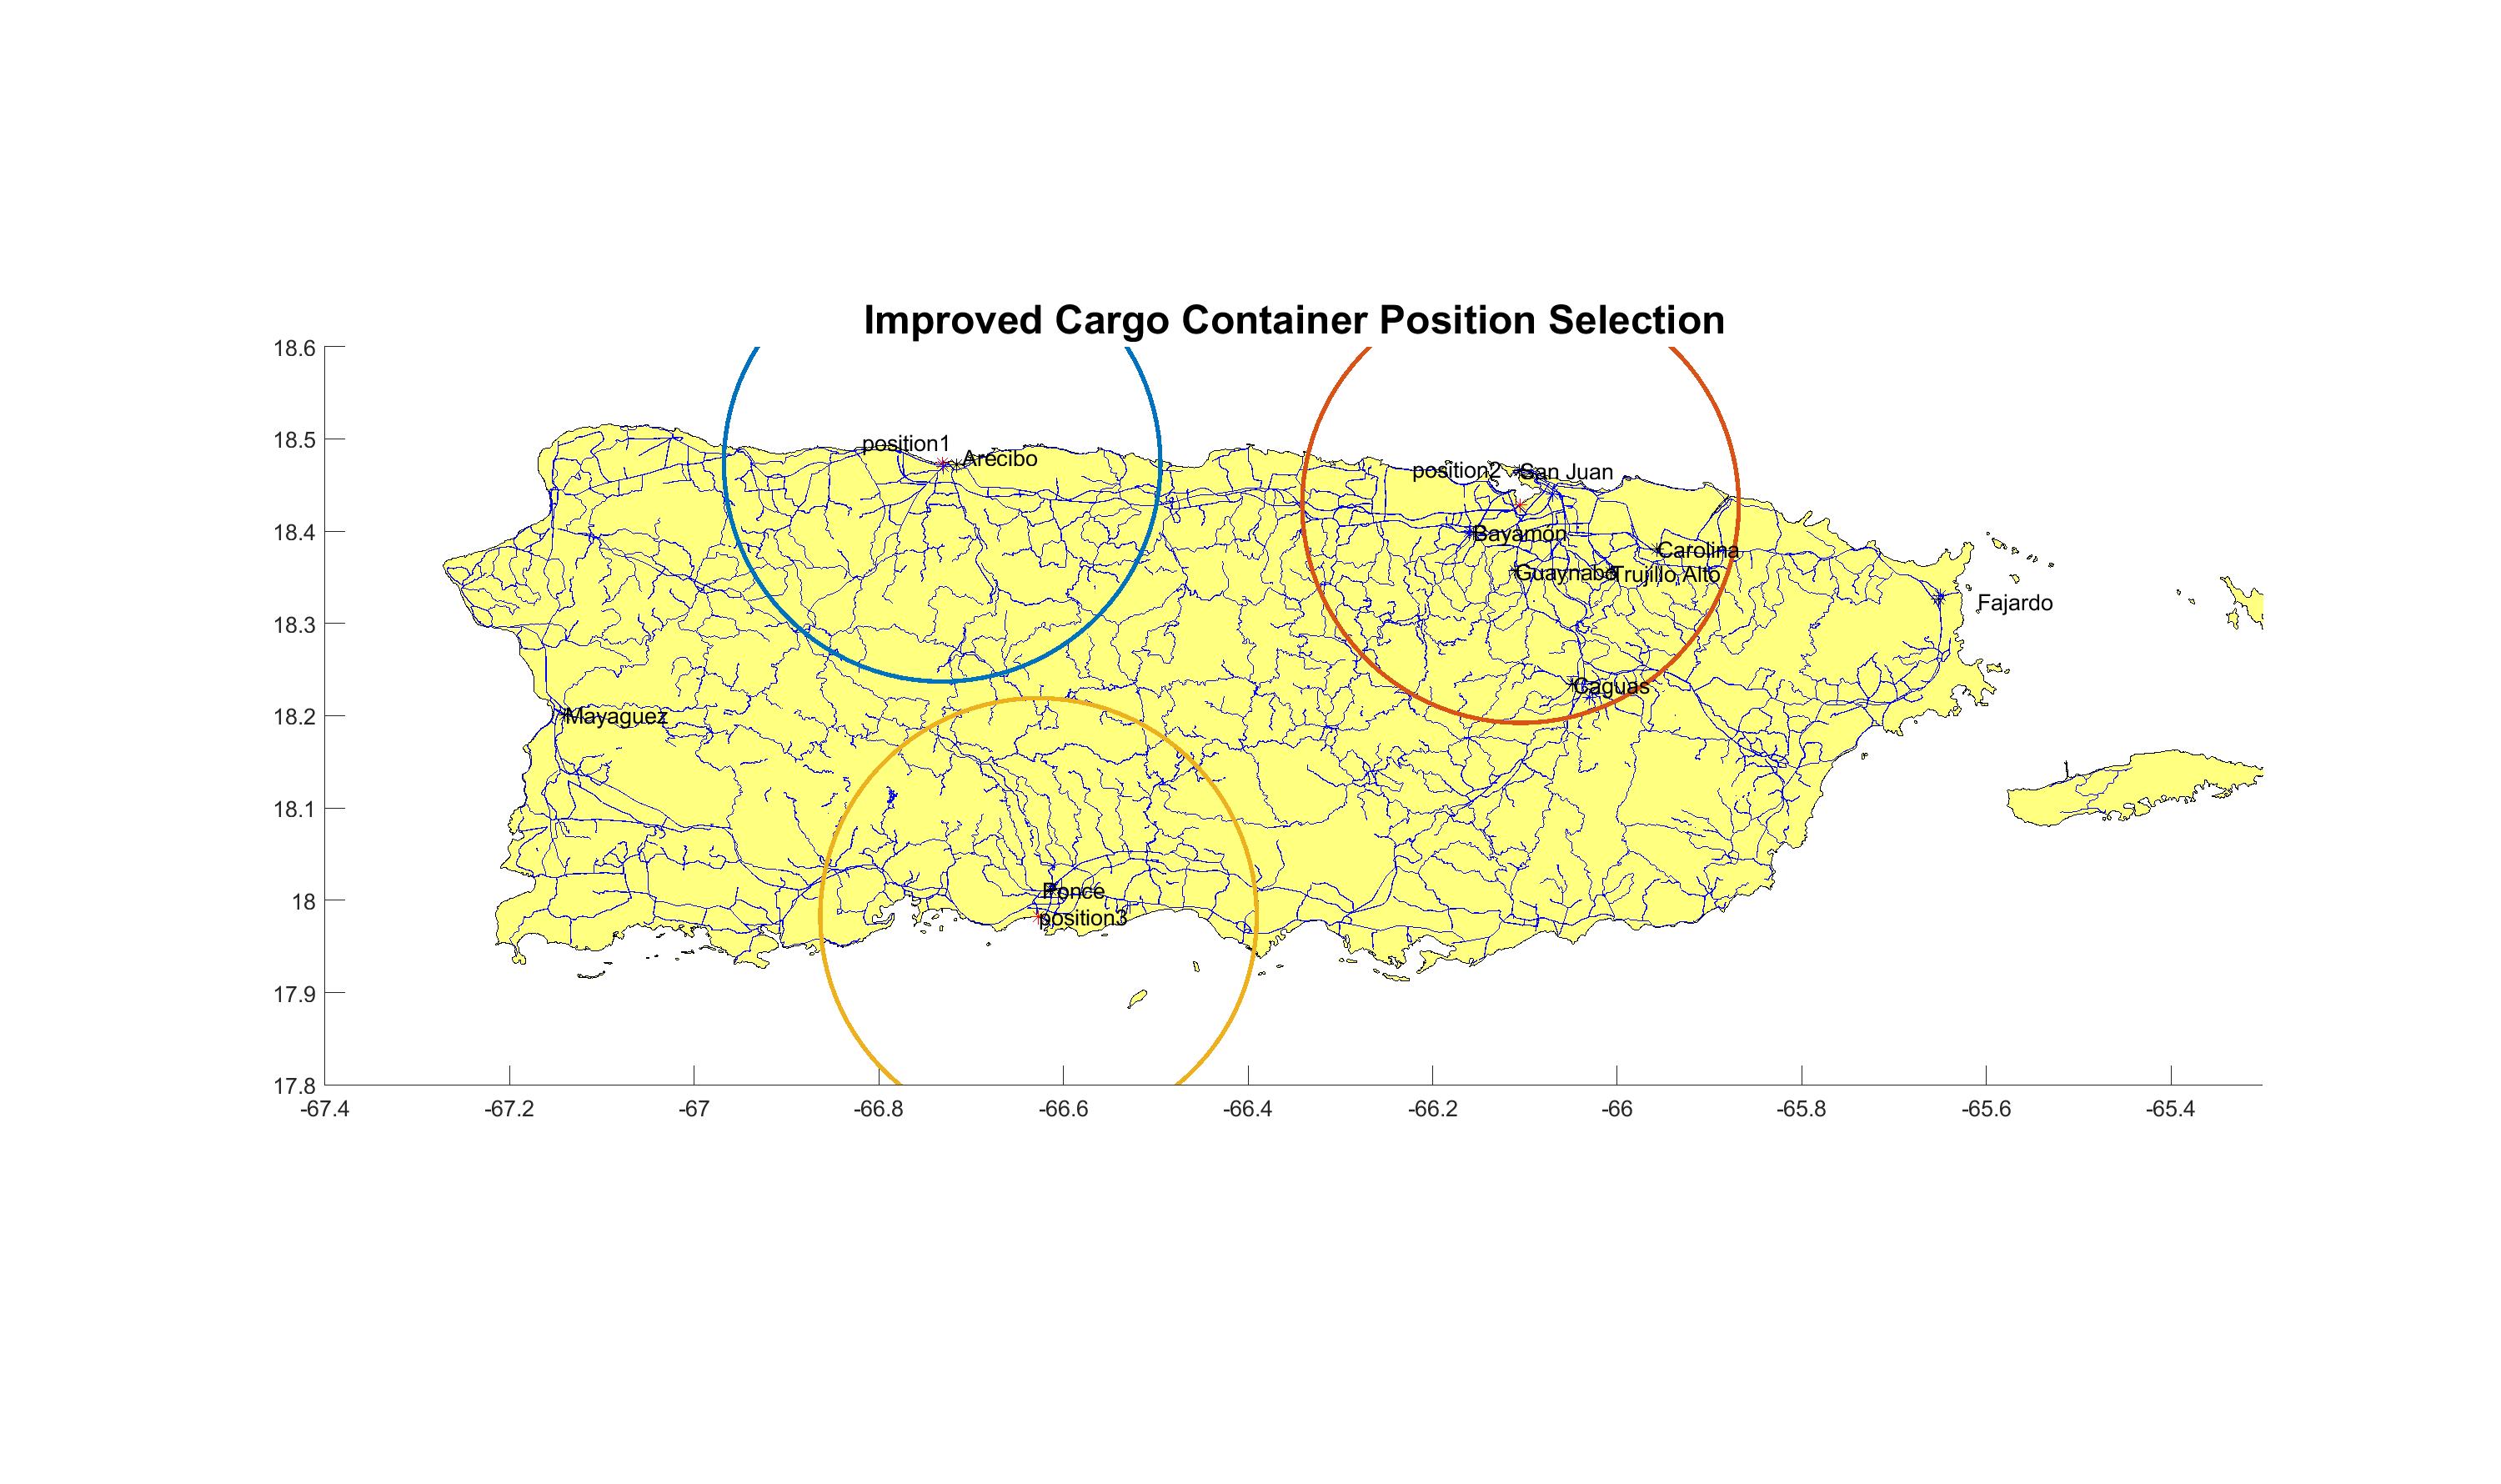 Improved Cargo Container Position Selection
18.6
18.5
position1
Arecibo
position2
San Juan
18.4
Bayamón
Carolina
Guaynabo
Trujillo Alto
18.3
Fajardo
Caguas
18.2
Mayaguez
18.1
18
Ponce
position3
17.9
17.8
-67.4
-67.2
-67
-66.8
-66.6
-66.4
-66.2
-66
-65.8
-65.6
-65.4